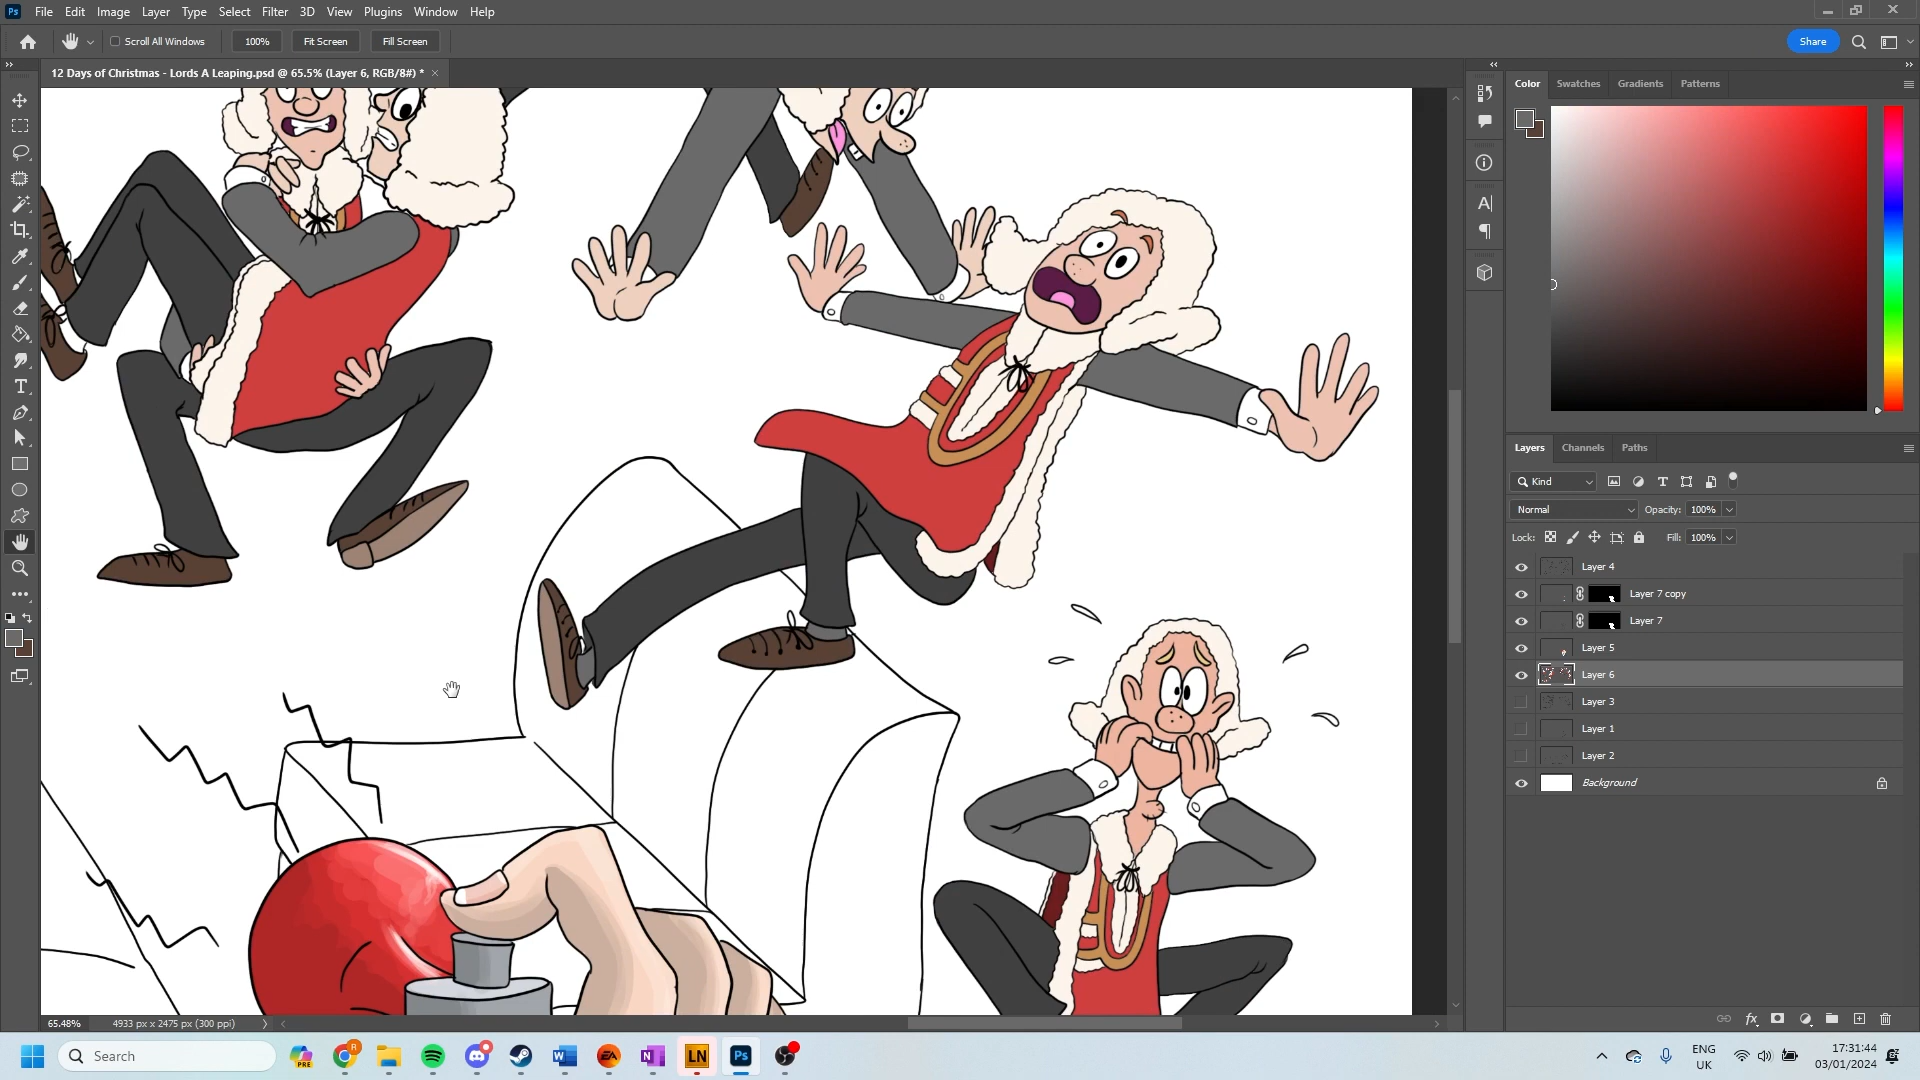 Ps File Edit Image Layer Type Select Filter 3D View Plugins Window Help
Scroll All Windows 100% Fit Screen Fill Screen Share
12 Days of Christmas - Lords A Leaping.psd @ 65.5% (Layer 6, RGB/8#) *
Color Swatches Gradients Patterns
Layers Channels Paths
Kind
Normal Opacity: 100%
Lock: Fill: 100%
Layer 4
Layer 7 copy
Layer 7
Layer 5
Layer 6
Layer 3
Layer 1
Layer 2
Background
65.48% 4933 px x 2475 px (300 ppi)
Search
PRE
R
LN
Ps
ENG
UK
17:31:44
03/01/2024